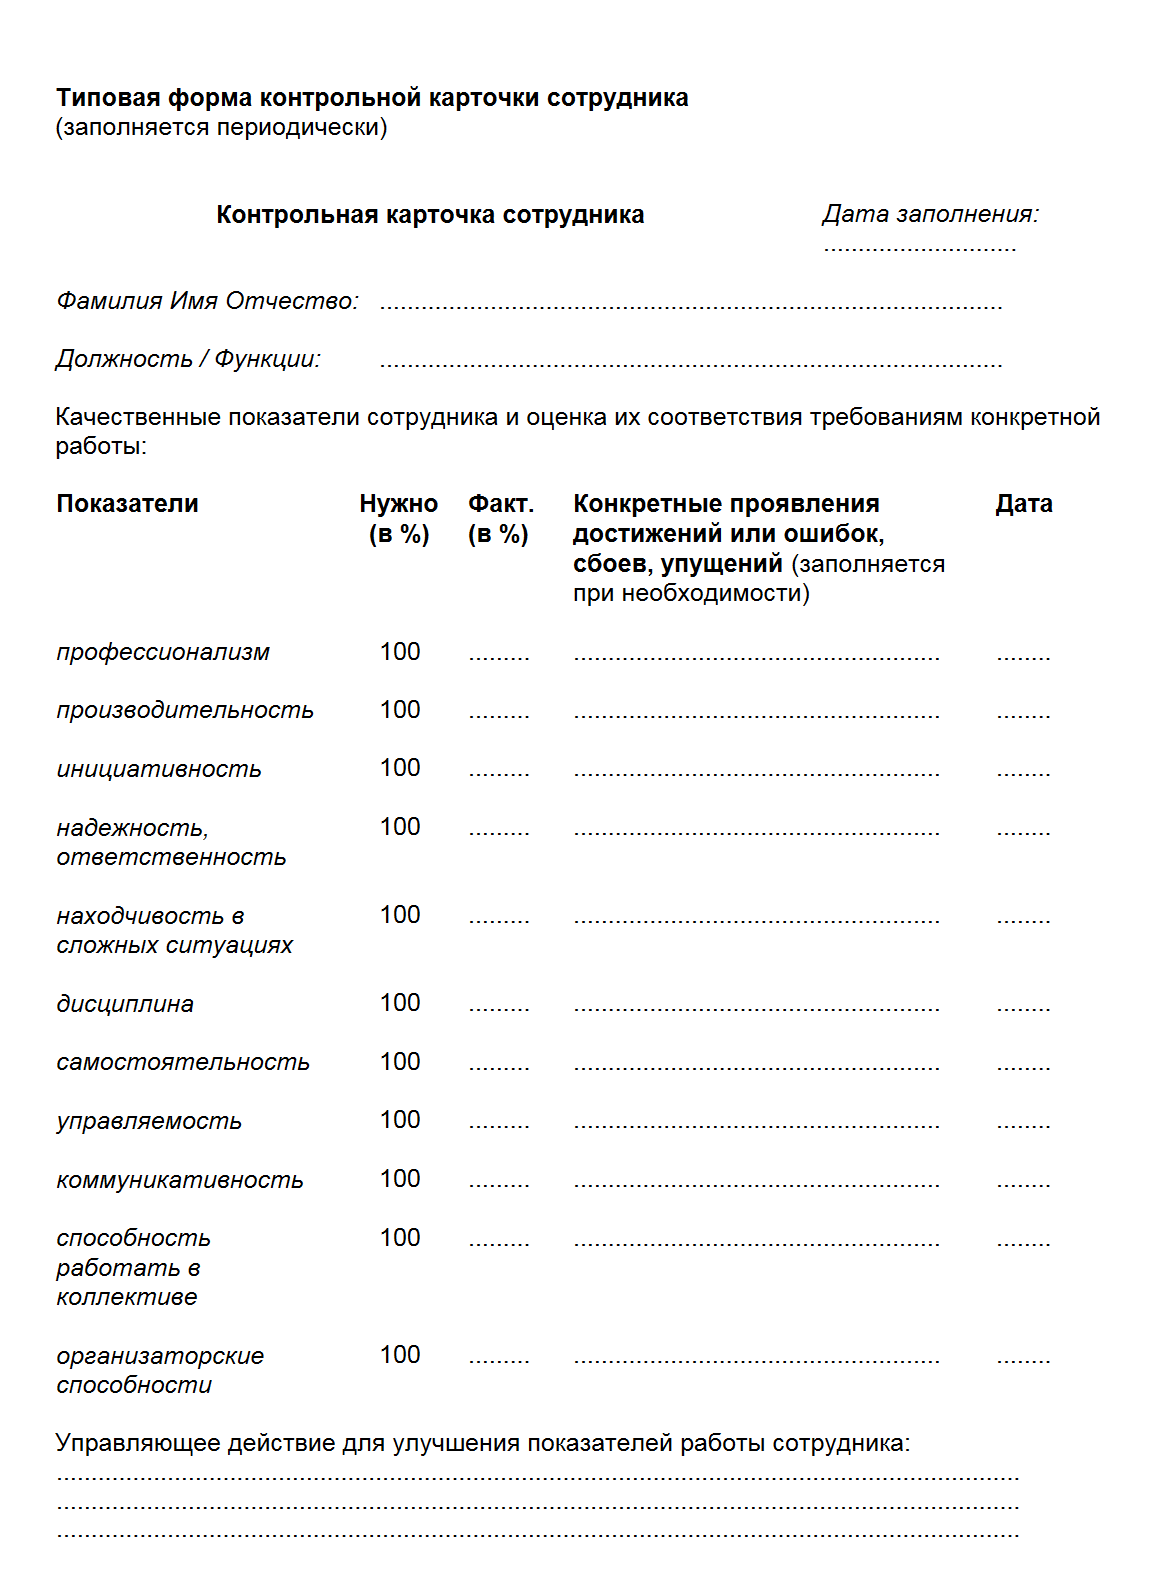 Типовая форма контрольной карточки сотрудника
(заполняется периодически)
Контрольная карточка сотрудника Дата заполнения:
............................
Фамилия Имя Отчество: ..........................................................................................
Должность / Функции: ..........................................................................................
Качественные показатели сотрудника и оценка их соответствия требованиям конкретной
работы:
Показатели Нужно Факт. Конкретные проявления Дата
(в %) (в %) достижений или ошибок,
сбоев, упущений (заполняется
при необходимости)
профессионализм 100 ......... ..................................................... ........
производительность 100 ......... ..................................................... ........
инициативность 100 ......... ..................................................... ........
надежность, 100 ......... ..................................................... ........
ответственность
находчивость в 100 ......... ..................................................... ........
сложных ситуациях
дисциплина 100 ......... ..................................................... ........
самостоятельность 100 ......... ..................................................... ........
управляемость 100 ......... ..................................................... ........
коммуникативность 100 ......... ..................................................... ........
способность 100 ......... ..................................................... ........
работать в
коллективе
организаторские 100 ......... ..................................................... ........
способности
Управляющее действие для улучшения показателей работы сотрудника:
...........................................................................................................................................
...........................................................................................................................................
...........................................................................................................................................